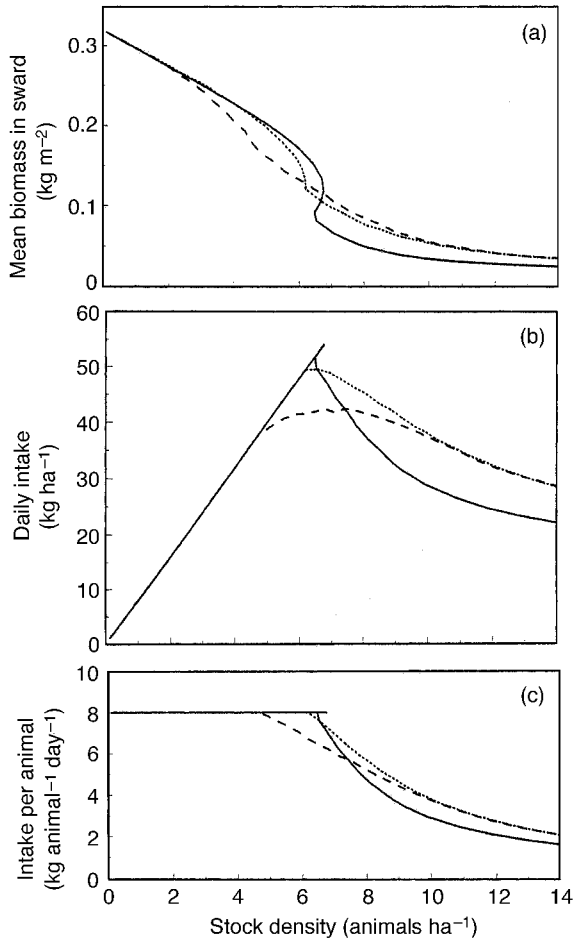 (a)
0.3
0.2
0.1
0
Mean biomass in sward
(kg m⁻²)
(b)
60
50
40
30
20
10
0
Daily intake
(kg ha⁻¹)
(c)
10
8
6
4
2
0
Intake per animal
(kg animal⁻¹ day⁻¹)
0 2 4 6 8 10 12 14
Stock density (animals ha⁻¹)